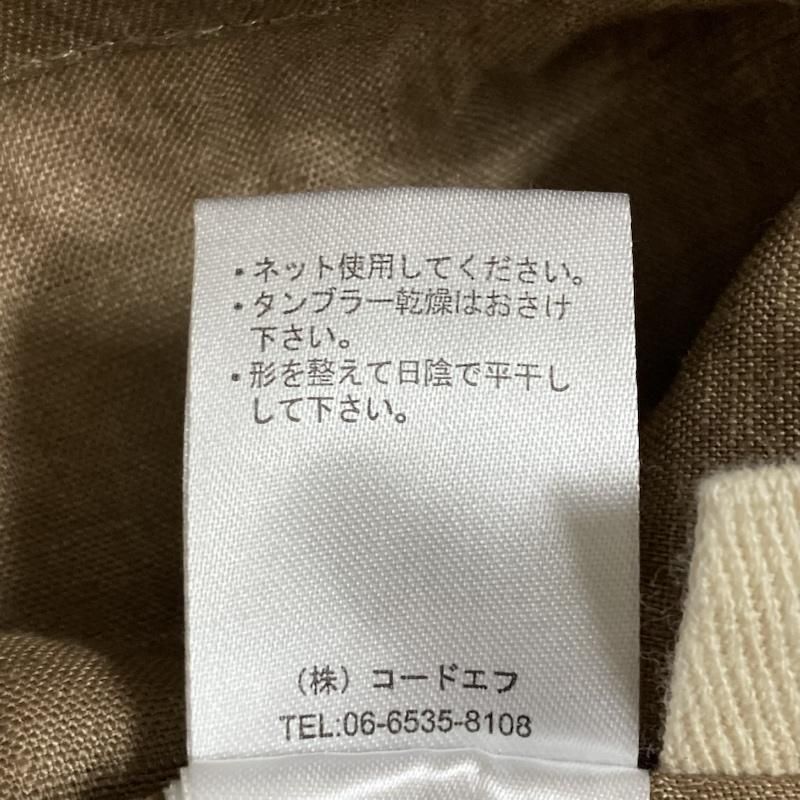 ・ネット使用してください。
・タンブラー乾燥はおさけ
下さい。
・形を整えて日陰で平干し
して下さい。
（株）コードエフ
TEL:06-6535-8108